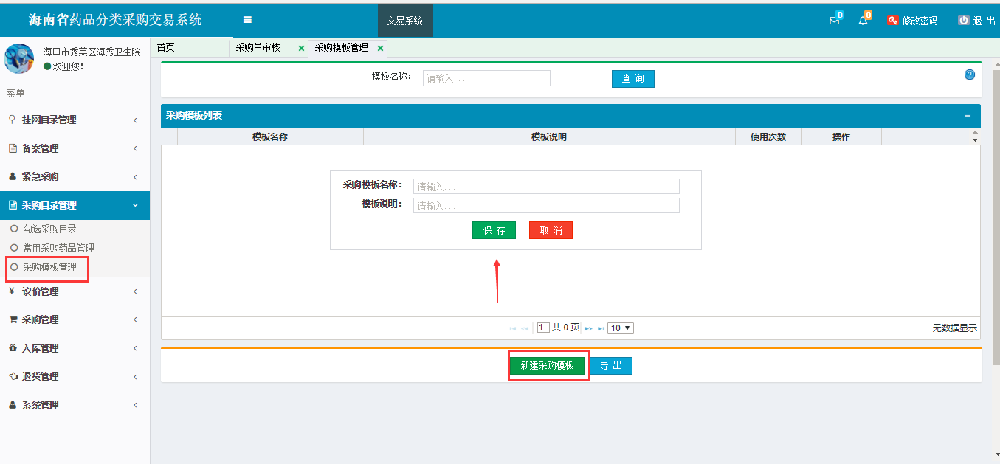 海南省药品分类采购交易系统
交易系统
0
0
修改密码
退 出
海口市秀英区海秀卫生院
欢迎您!
菜单
挂网目录管理
备案管理
紧急采购
采购目录管理
勾选采购目录
常用采购药品管理
采购模板管理
议价管理
采购管理
入库管理
退货管理
系统管理
首页
采购单审核
采购模板管理
模板名称：
请输入...
查 询
采购模板列表
模板名称
模板说明
使用次数
操作
采购模板名称：
请输入...
模板说明：
请输入...
保 存
取 消
1 共 0 页
10
无数据显示
新建采购模板
导 出